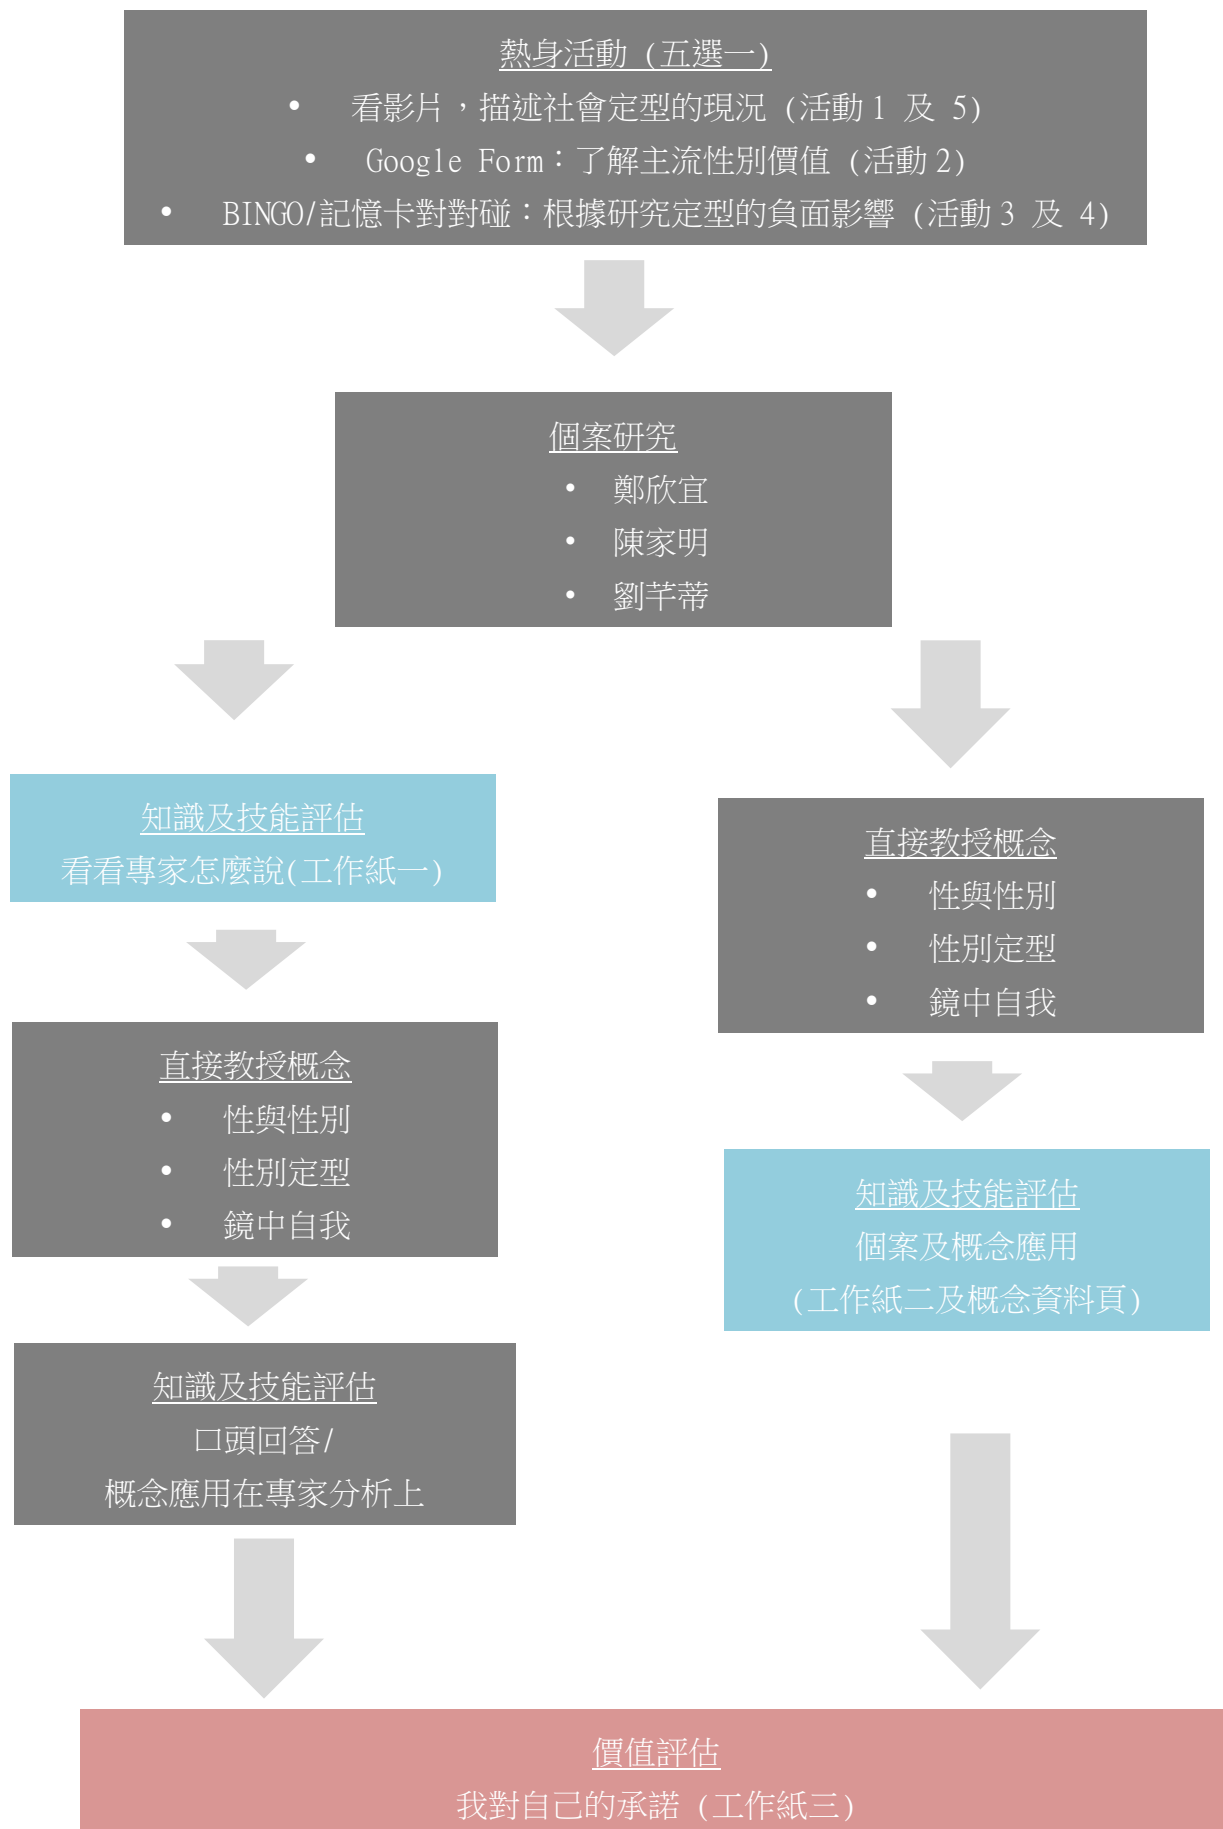 熱身活動 (五選一)
• 看影片，描述社會定型的現況 (活動 1 及 5)
• Google Form：了解主流性別價值 (活動 2)
• BINGO/記憶卡對對碰：根據研究定型的負面影響 (活動 3 及 4)
個案研究
• 鄭欣宜
• 陳家明
• 劉芊蒂
知識及技能評估
看看專家怎麼說(工作紙一)
直接教授概念
• 性與性別
• 性別定型
• 鏡中自我
知識及技能評估
口頭回答/
概念應用在專家分析上
直接教授概念
• 性與性別
• 性別定型
• 鏡中自我
知識及技能評估
個案及概念應用
(工作紙二及概念資料頁)
價值評估
我對自己的承諾 (工作紙三)